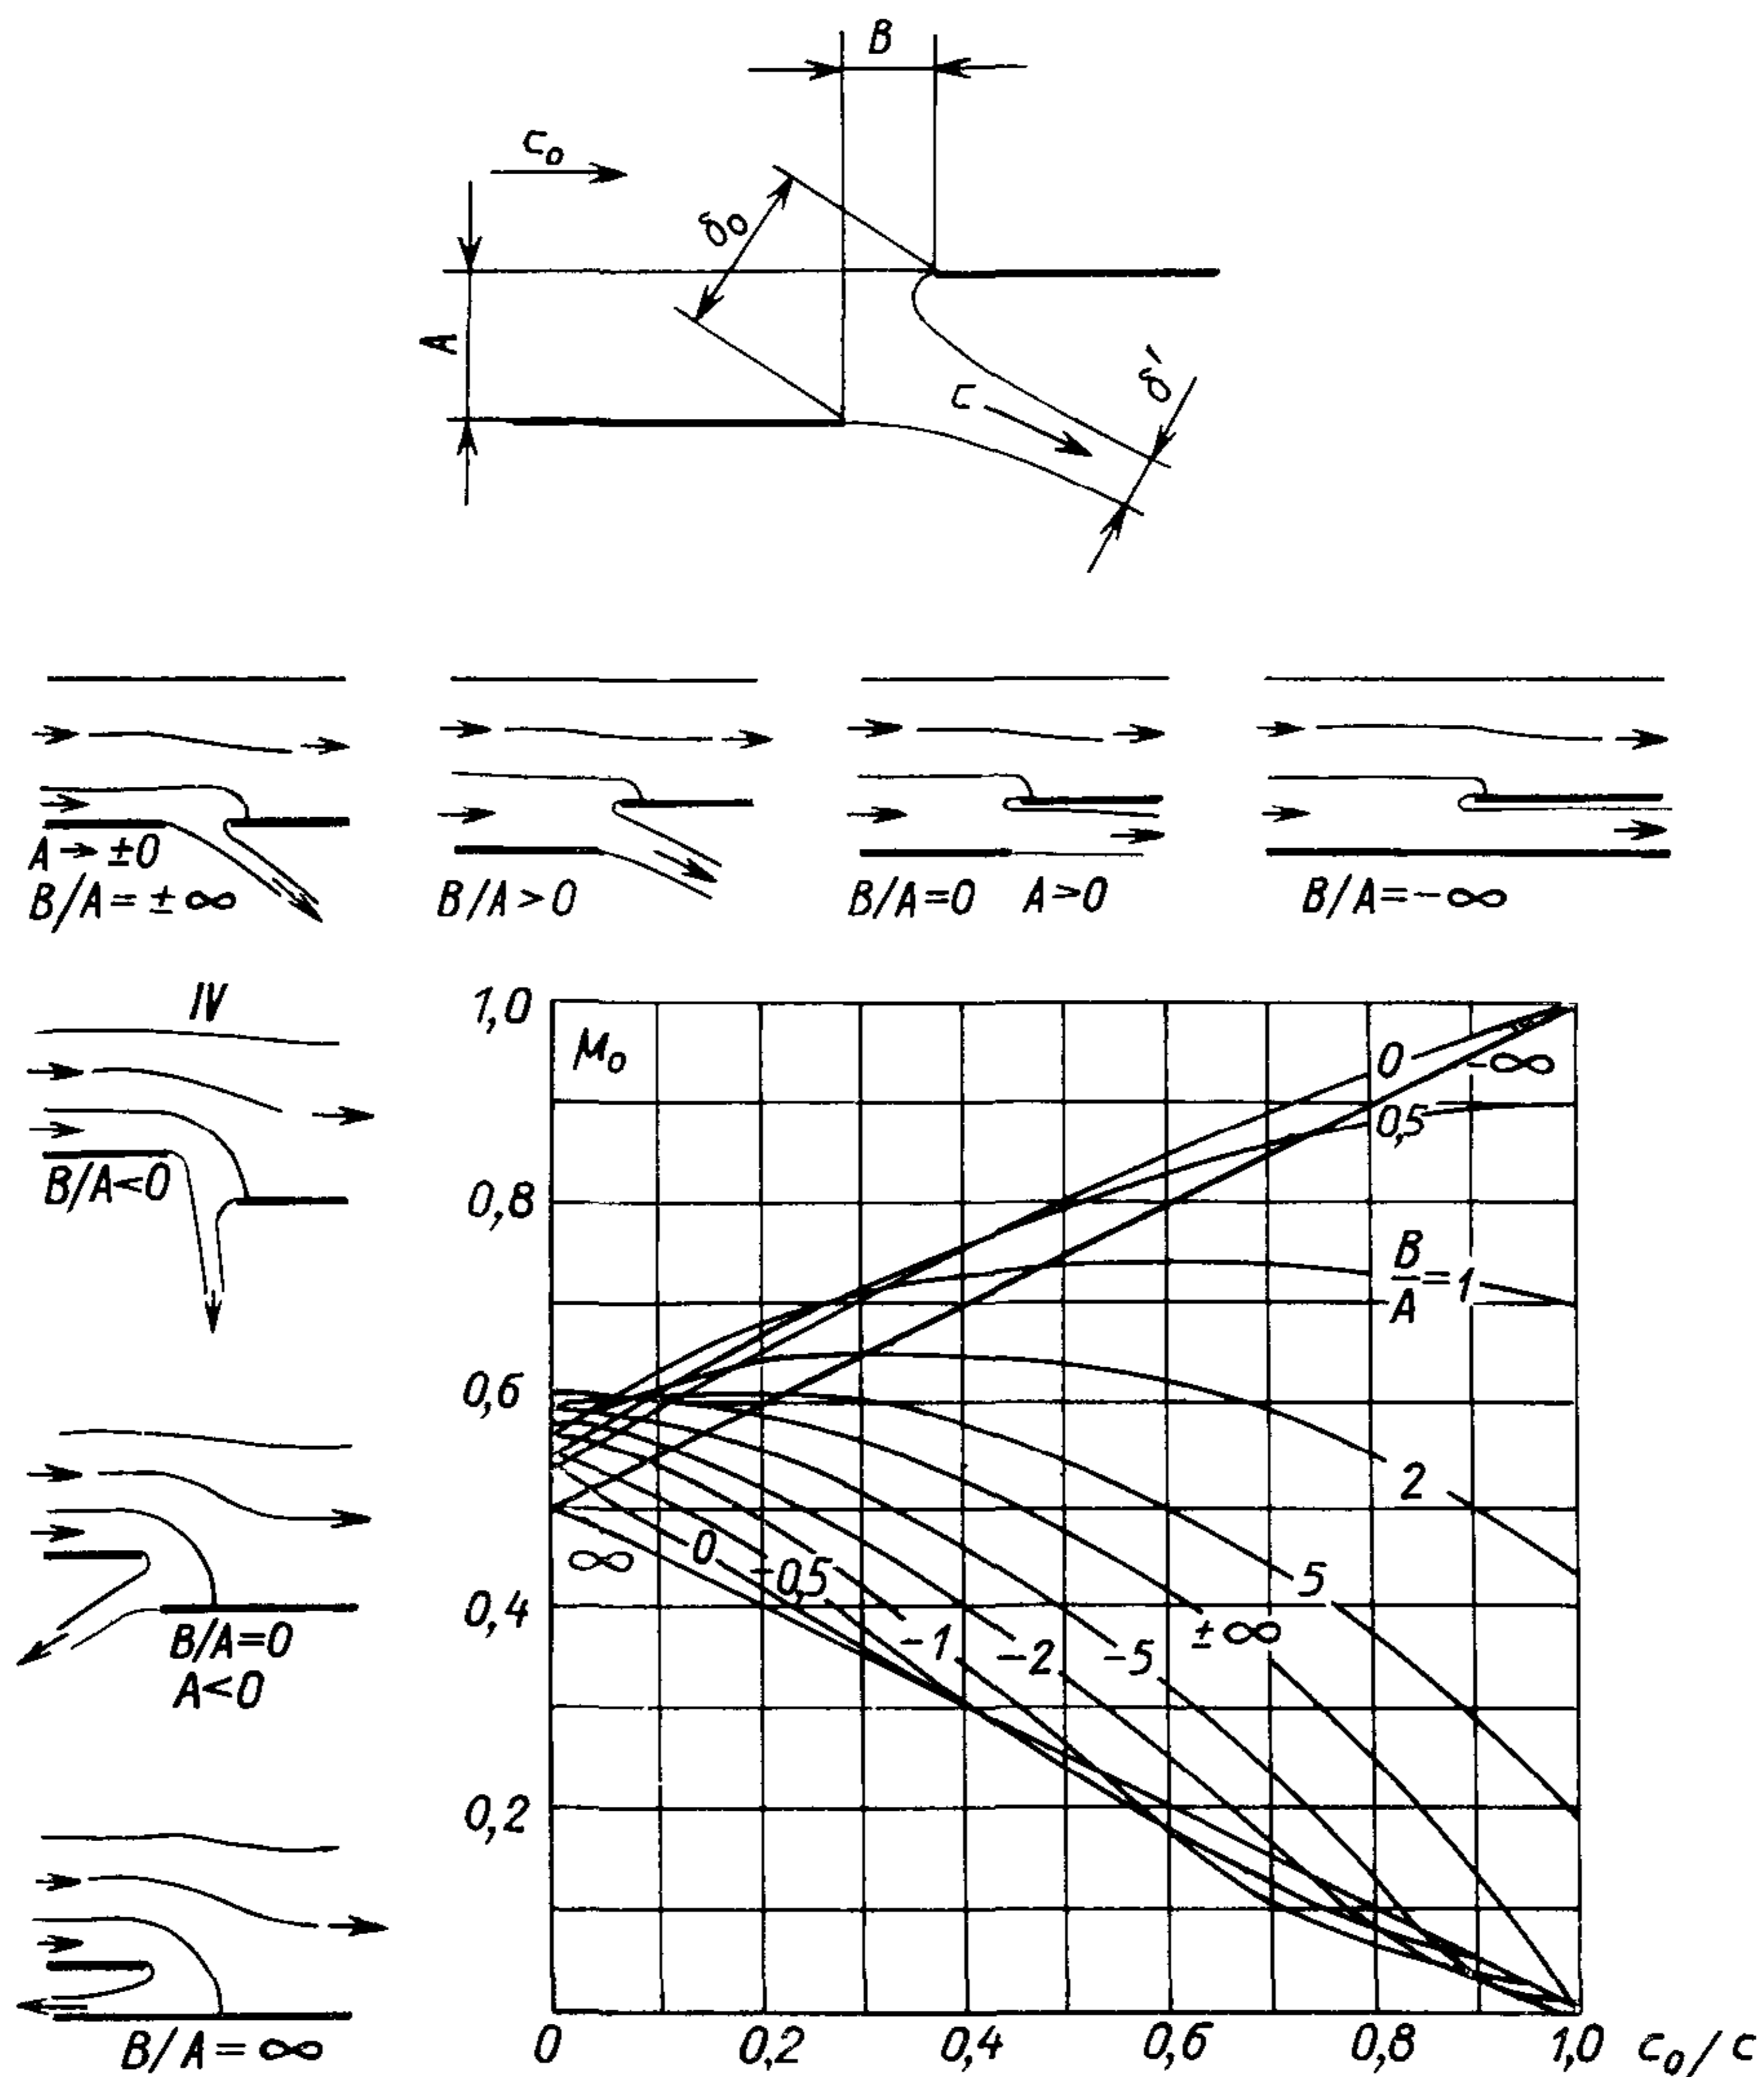 B
c₀
δ₀
A
c
δ'
A → ±0
B/A = ± ∞
B/A > 0
B/A = 0 A > 0
B/A = -∞
IV
B/A < 0
B/A = 0
A < 0
B/A = ∞
1,0
0,8
0,6
0,4
0,2
μ₀
0
-∞
0,5
B/A = 1
2
5
± ∞
-5
-2
-1
-0,5
0
∞
0 0,2 0,4 0,6 0,8 1,0 c₀/c